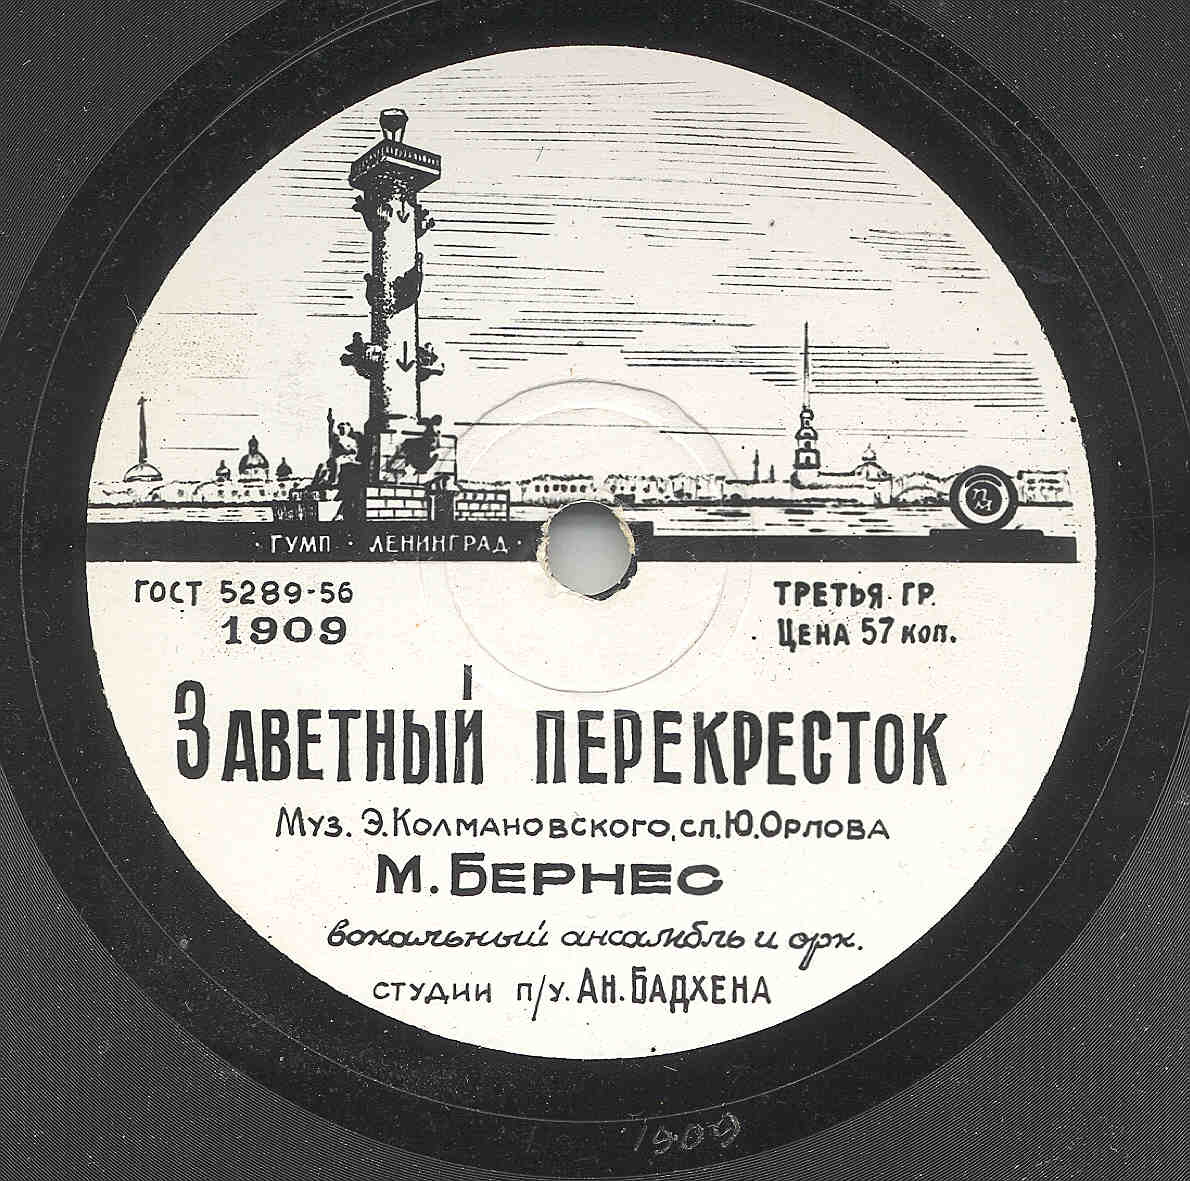 ПМ
· ГУМП · ЛЕНИНГРАД ·
ГОСТ 5289-56
1909
ТРЕТЬЯ ГР.
ЦЕНА 57 коп.
ЗАВЕТНЫЙ ПЕРЕКРЕСТОК
Муз. Э. КОЛМАНОВСКОГО, сл. Ю. ОРЛОВА
М. БЕРНЕС
вокальный ансамбль и орк.
СТУДИИ п/у. АН. БАДХЕНА
1909